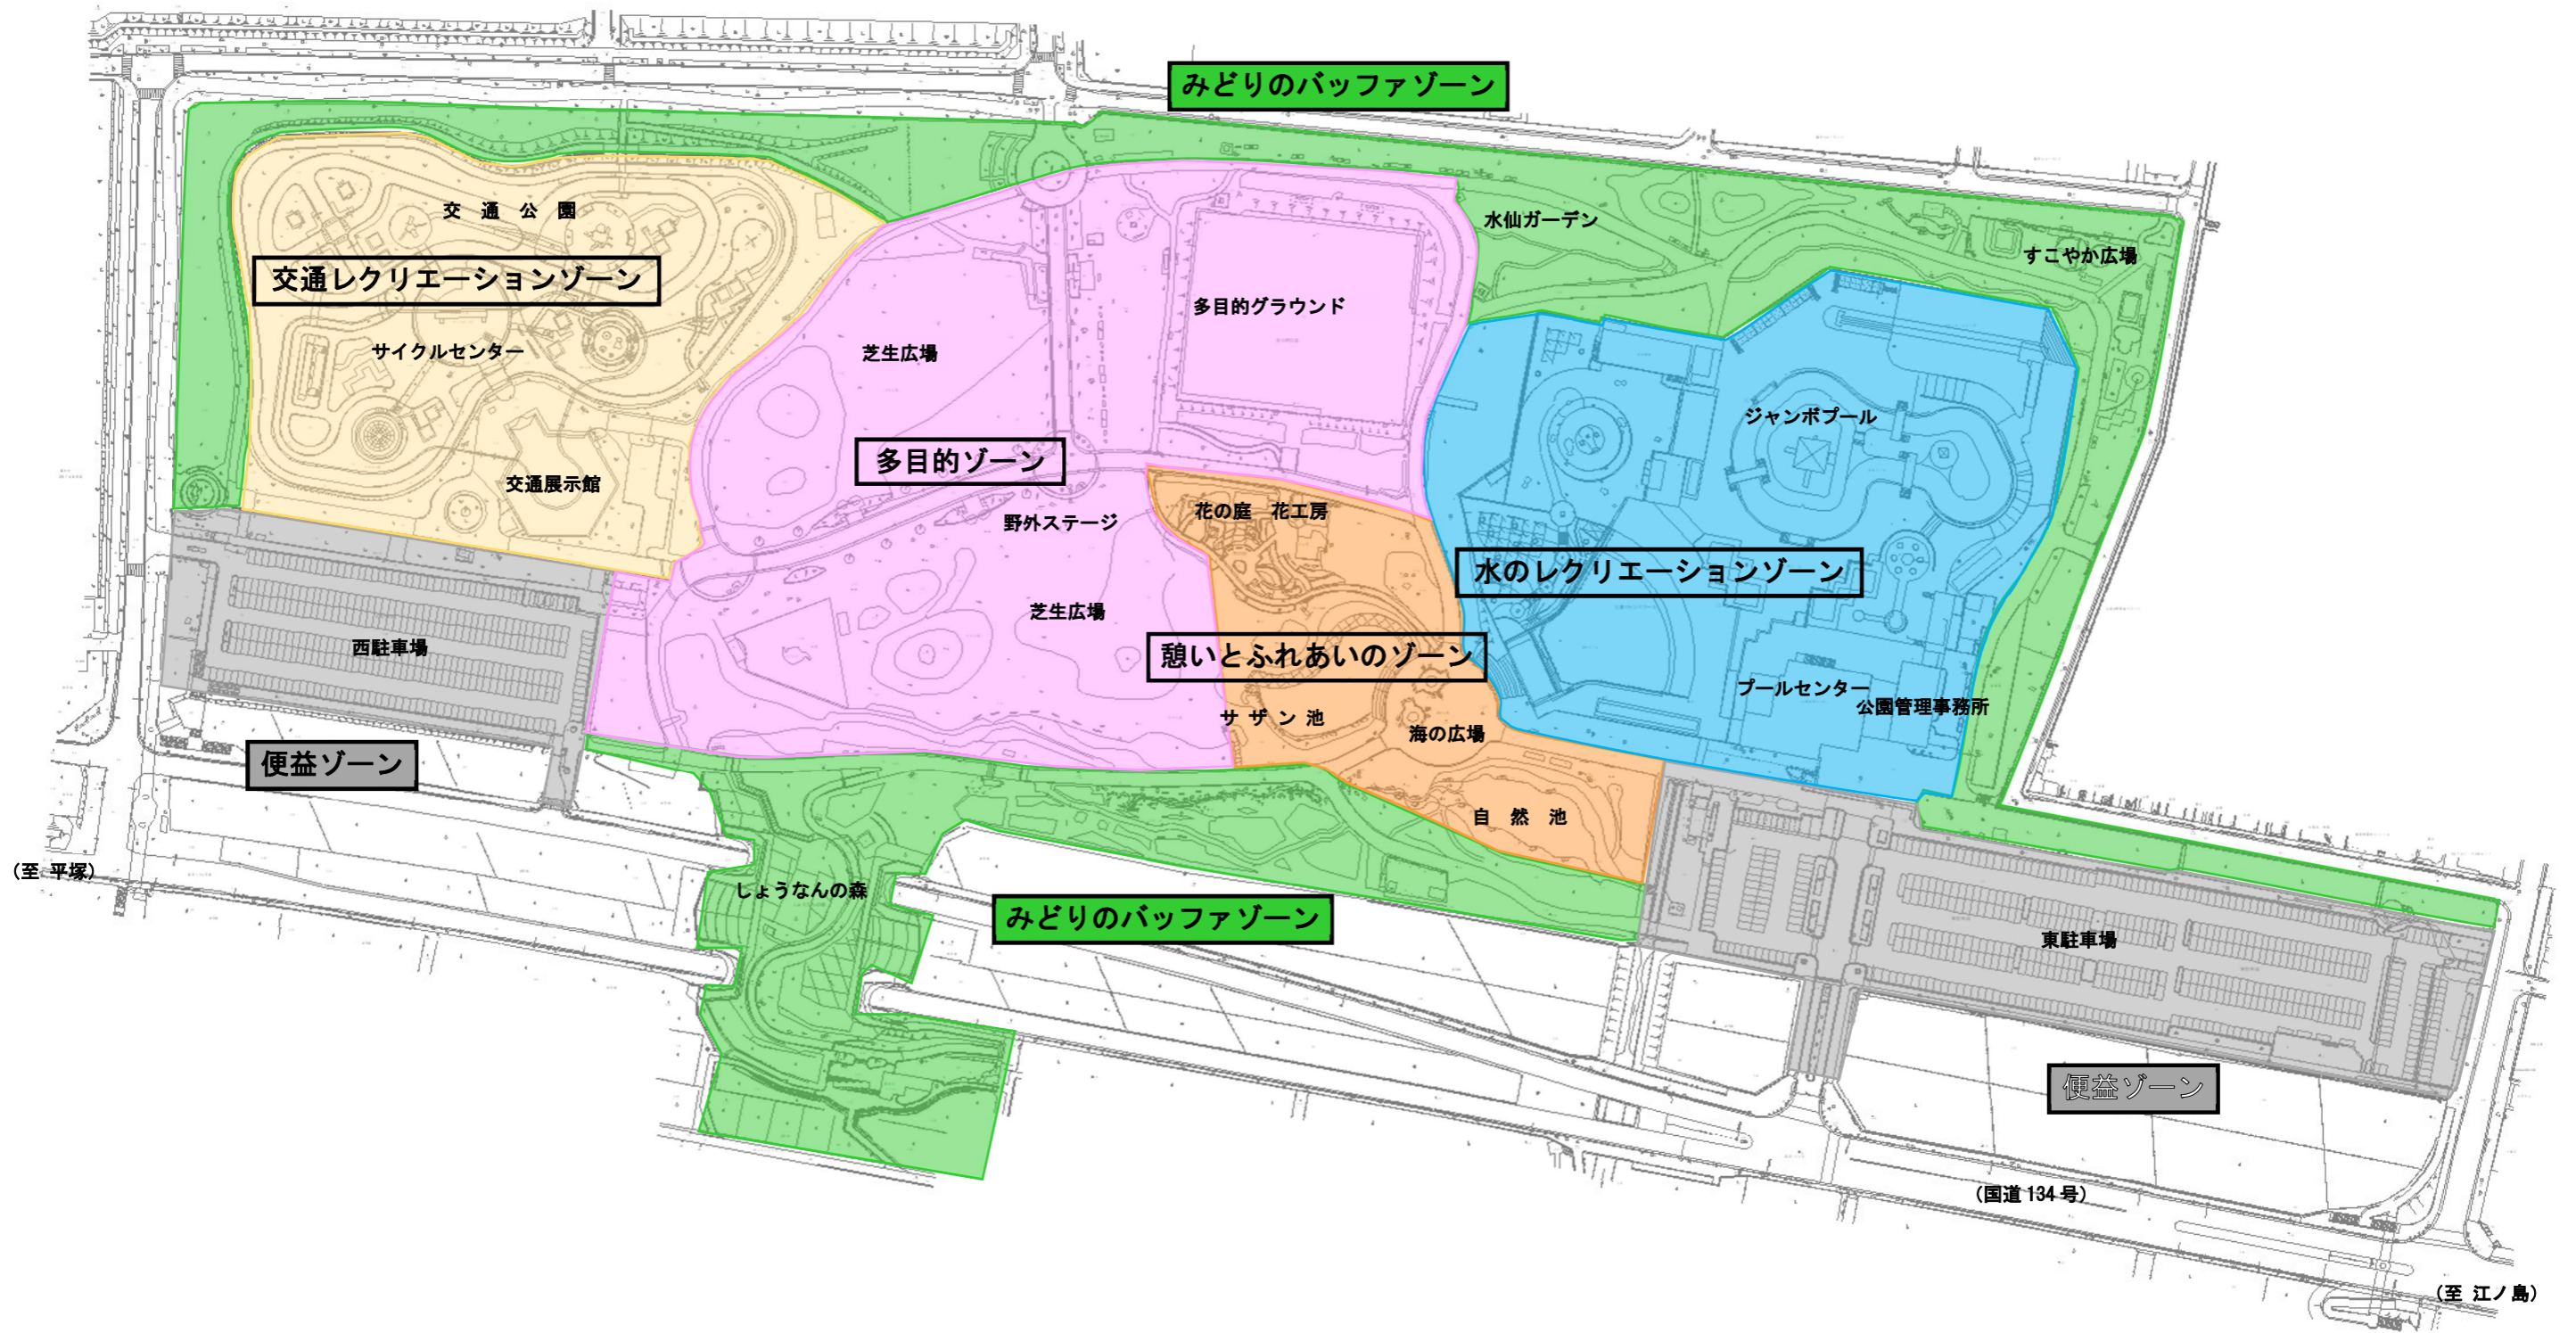 みどりのバッファゾーン
交 通 公 園
水仙ガーデン
すこやか広場
交通レクリエーションゾーン
多目的グラウンド
サイクルセンター
芝生広場
ジャンボプール
多目的ゾーン
交通展示館
花の庭 花工房
野外ステージ
水のレクリエーションゾーン
芝生広場
西駐車場
憩いとふれあいのゾーン
プールセンター
公園管理事務所
サ ザ ン 池
海の広場
便益ゾーン
自 然 池
(至 平塚)
しょうなんの森
みどりのバッファゾーン
東駐車場
便益ゾーン
(国道 134 号)
(至 江ノ島)